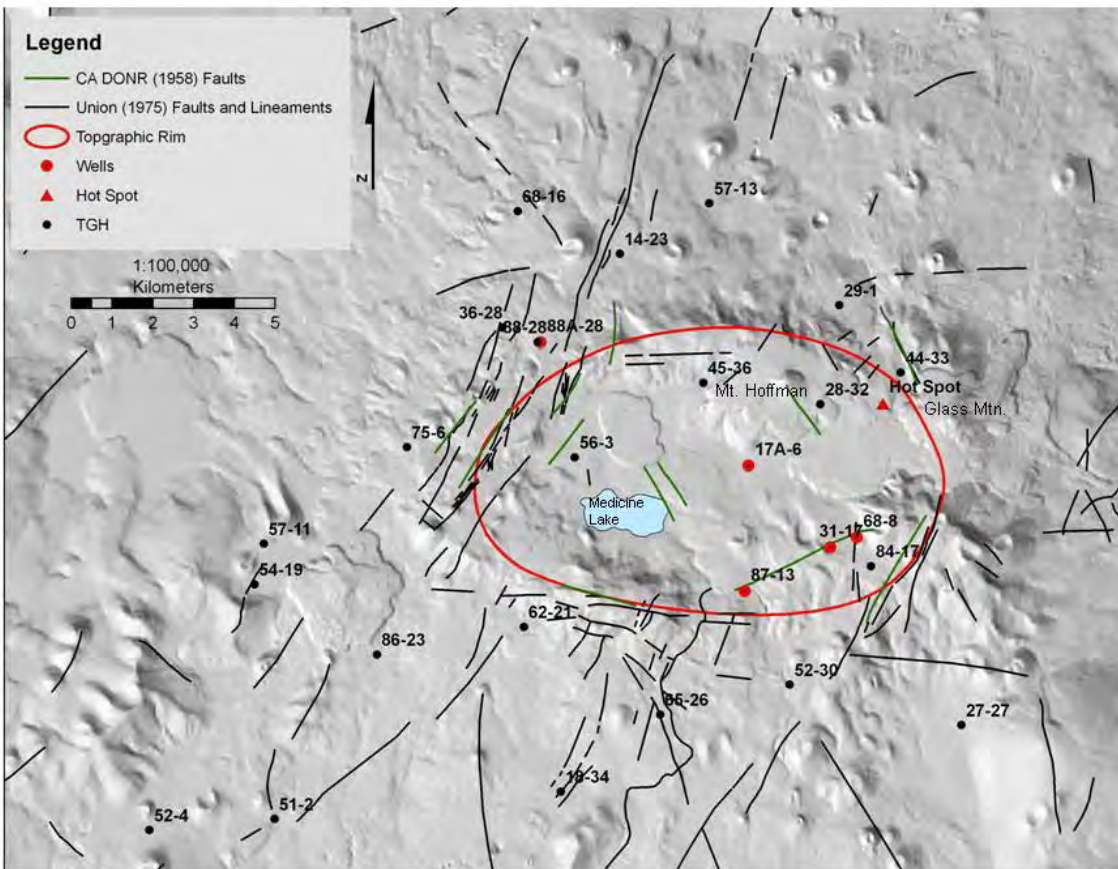 Legend
CA DONR (1958) Faults
Union (1975) Faults and Lineaments
Topgraphic Rim
Wells
Hot Spot
TGH
N
1:100,000
Kilometers
0 1 2 3 4 5
68-16
57-13
14-23
29-1
36-28
88-28
88A-28
44-33
45-36
Hot Spot
Mt. Hoffman
28-32
Glass Mtn.
75-6
56-3
17A-6
Medicine
Lake
31-17
68-8
57-11
84-17
54-19
87-13
62-21
86-23
52-30
65-26
27-27
18-34
51-2
52-4